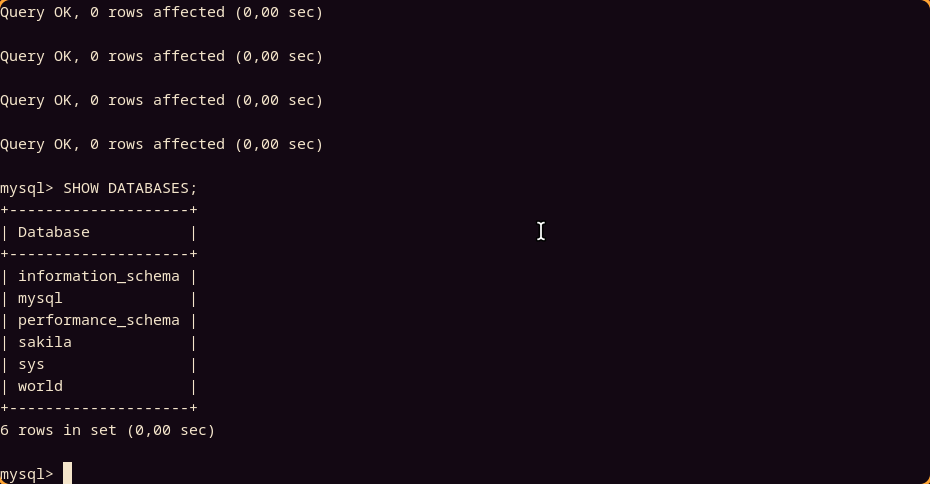 Query OK, 0 rows affected (0,00 sec)
Query OK, 0 rows affected (0,00 sec)
Query OK, 0 rows affected (0,00 sec)
Query OK, 0 rows affected (0,00 sec)
mysql> SHOW DATABASES;
+--------------------+
| Database           |
+--------------------+
| information_schema |
| mysql              |
| performance_schema |
| sakila             |
| sys                |
| world              |
+--------------------+
6 rows in set (0,00 sec)
mysql>